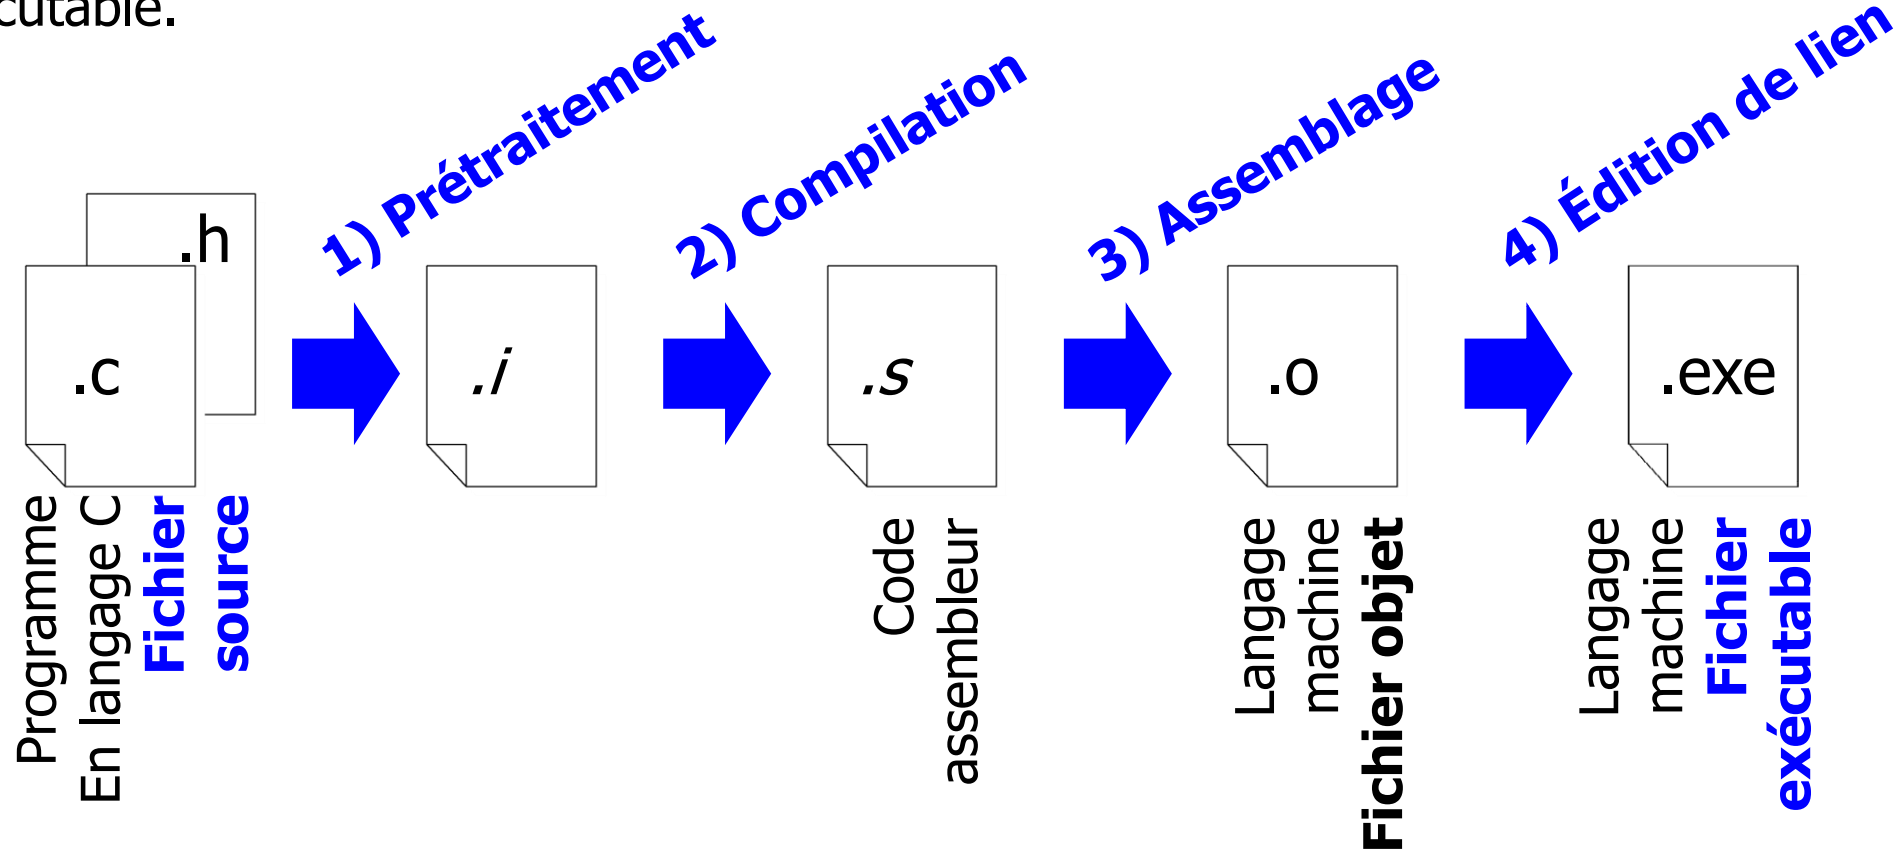 cutable.
1) Prétraitement
2) Compilation
3) Assemblage
4) Édition de lien
.h
.c
.i
.s
.o
.exe
Programme
En langage C
Fichier
source
Code
assembleur
Langage
machine
Fichier objet
Langage
machine
Fichier
exécutable